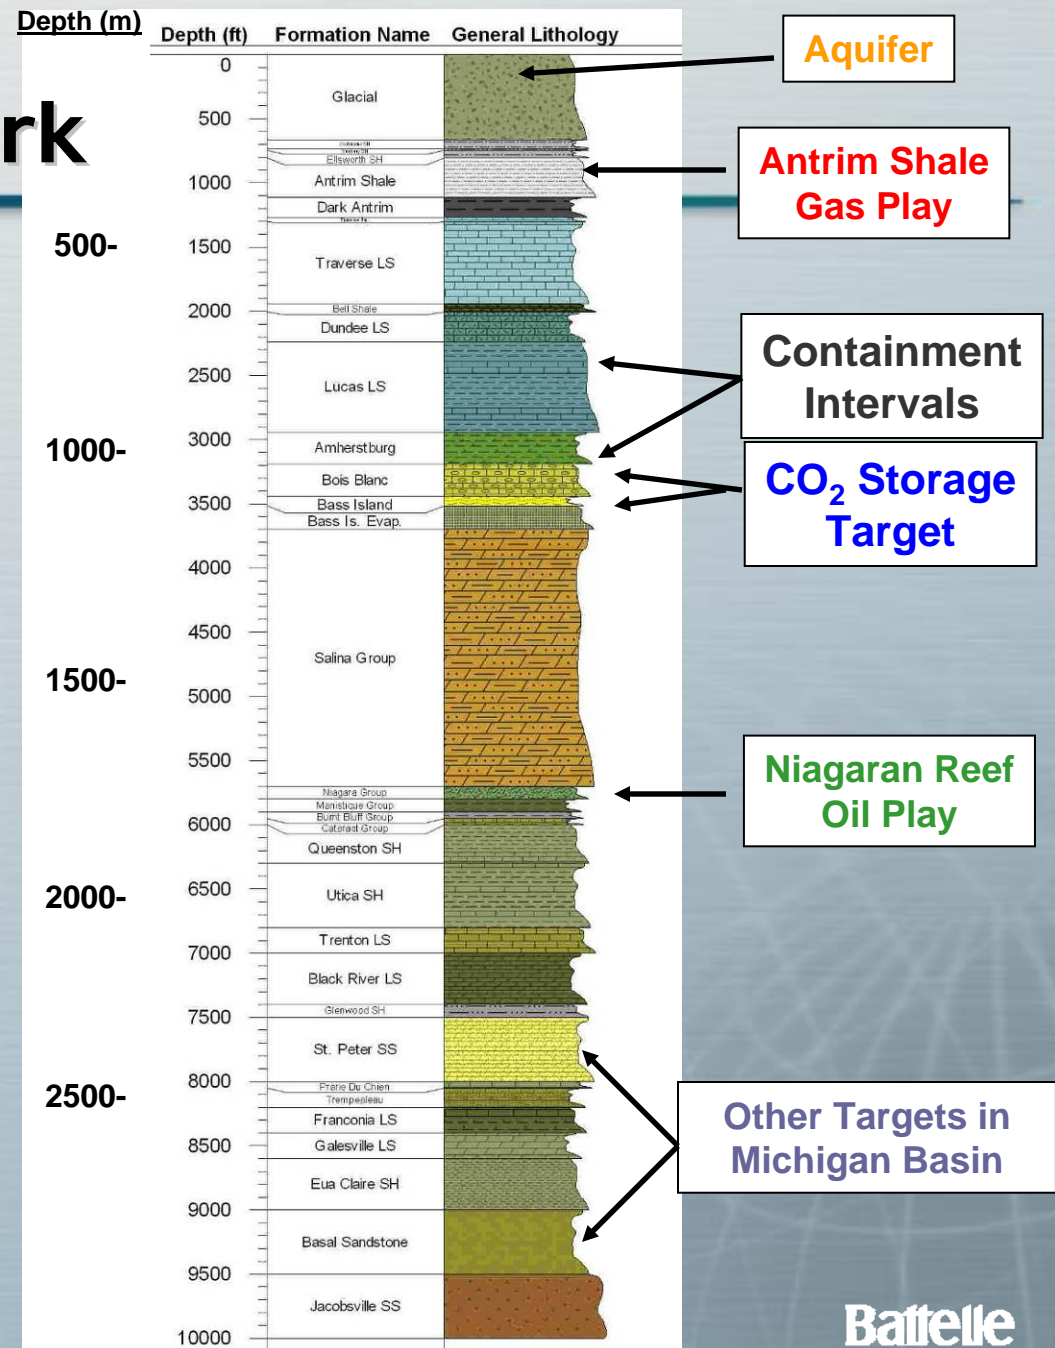 Depth (m)
Depth (ft) Formation Name General Lithology
rk
0
500
1000
1500
2000
2500
3000
3500
4000
4500
5000
5500
6000
6500
7000
7500
8000
8500
9000
9500
10000
500-
1000-
1500-
2000-
2500-
Glacial
Ellsworth SH
Antrim Shale
Dark Antrim
Traverse LS
Bell Shale
Dundee LS
Lucas LS
Amherstburg
Bois Blanc
Bass Island
Bass Is. Evap.
Salina Group
Niagara Group
Manistique Group
Burnt Bluff Group
Cataract Group
Queenston SH
Utica SH
Trenton LS
Black River LS
Glenwood SH
St. Peter SS
Prarie Du Chien
Trempealeau
Franconia LS
Galesville LS
Eua Claire SH
Basal Sandstone
Jacobsville SS
Aquifer
Antrim Shale
Gas Play
Containment
Intervals
CO₂ Storage
Target
Niagaran Reef
Oil Play
Other Targets in
Michigan Basin
Battelle